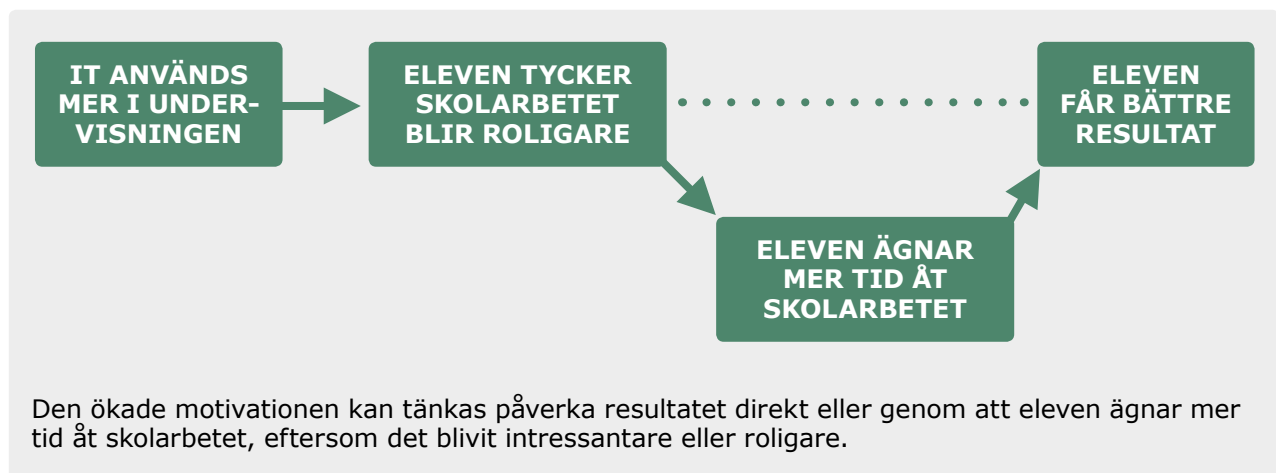 IT ANVÄNDS
MER I UNDER-
VISNINGEN
ELEVEN TYCKER
SKOLARBETET
BLIR ROLIGARE
ELEVEN
FÅR BÄTTRE
RESULTAT
ELEVEN ÄGNAR
MER TID ÅT
SKOLARBETET
Den ökade motivationen kan tänkas påverka resultatet direkt eller genom att eleven ägnar mer
tid åt skolarbetet, eftersom det blivit intressantare eller roligare.